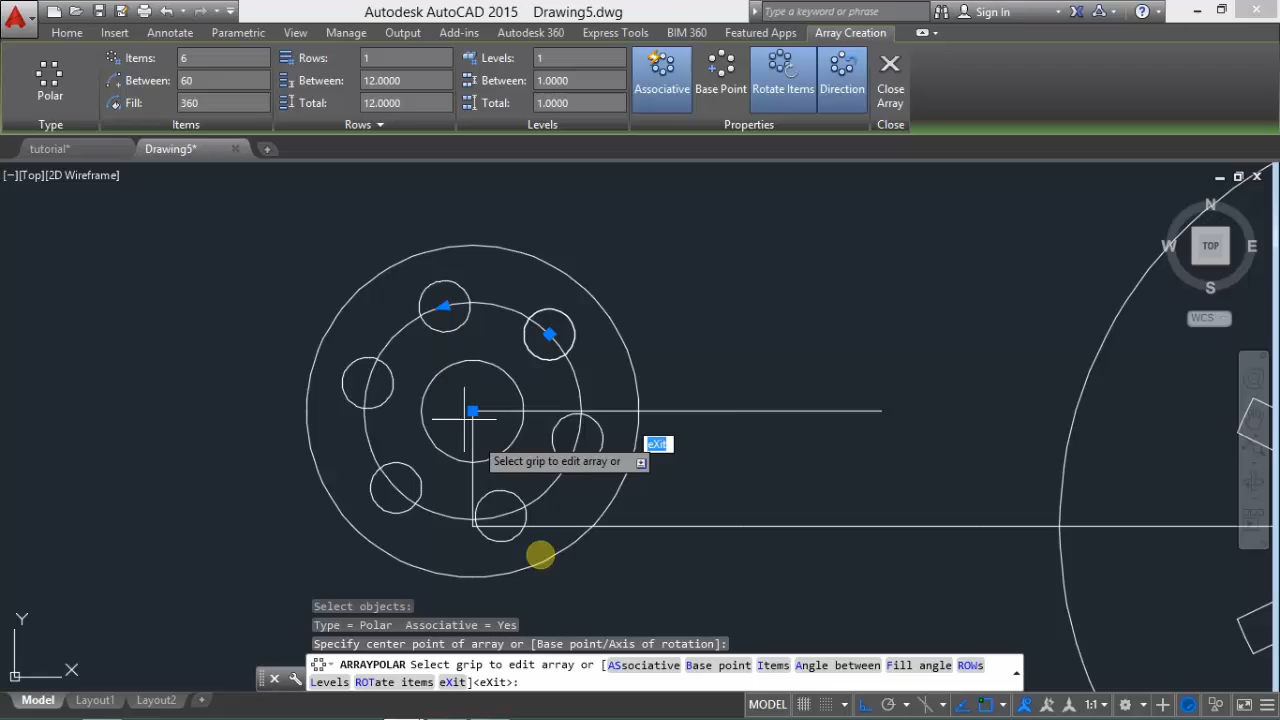 Autodesk AutoCAD 2015 Drawing5.dwg
Type a keyword or phrase
Sign In
Home Insert Annotate Parametric View Manage Output Add-ins Autodesk 360 Express Tools BIM 360 Featured Apps Array Creation
Items: 6 Rows: 1 Levels: 1
Between: 60 Between: 12.0000 Between: 1.0000
Fill: 360 Total: 12.0000 Total: 1.0000
Polar
Associative Base Point Rotate Items Direction Close Array
Type Items Rows Levels Properties Close
tutorial* Drawing5*
[−][Top][2D Wireframe]
N
W TOP E
S
WCS
eXit
Select grip to edit array or
Select objects:
Type = Polar  Associative = Yes
Specify center point of array or [Base point/Axis of rotation]:
ARRAYPOLAR Select grip to edit array or [ASsociative Base point Items Angle between Fill angle ROWs
Levels ROTate items eXit]<eXit>:
Y
X
Model Layout1 Layout2 +
MODEL 1:1